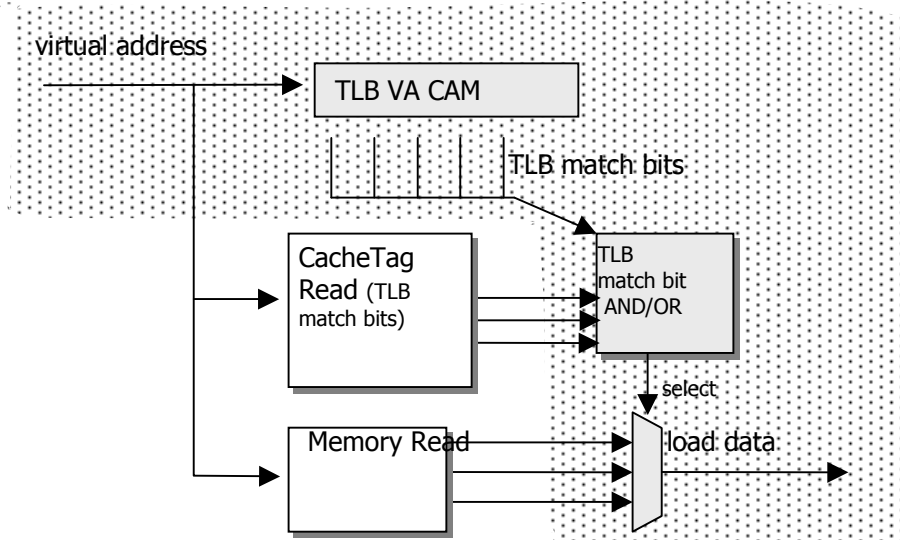 virtual address
TLB VA CAM
TLB match bits
CacheTag
Read (TLB
match bits)
TLB
match bit
AND/OR
select
Memory Read
load data